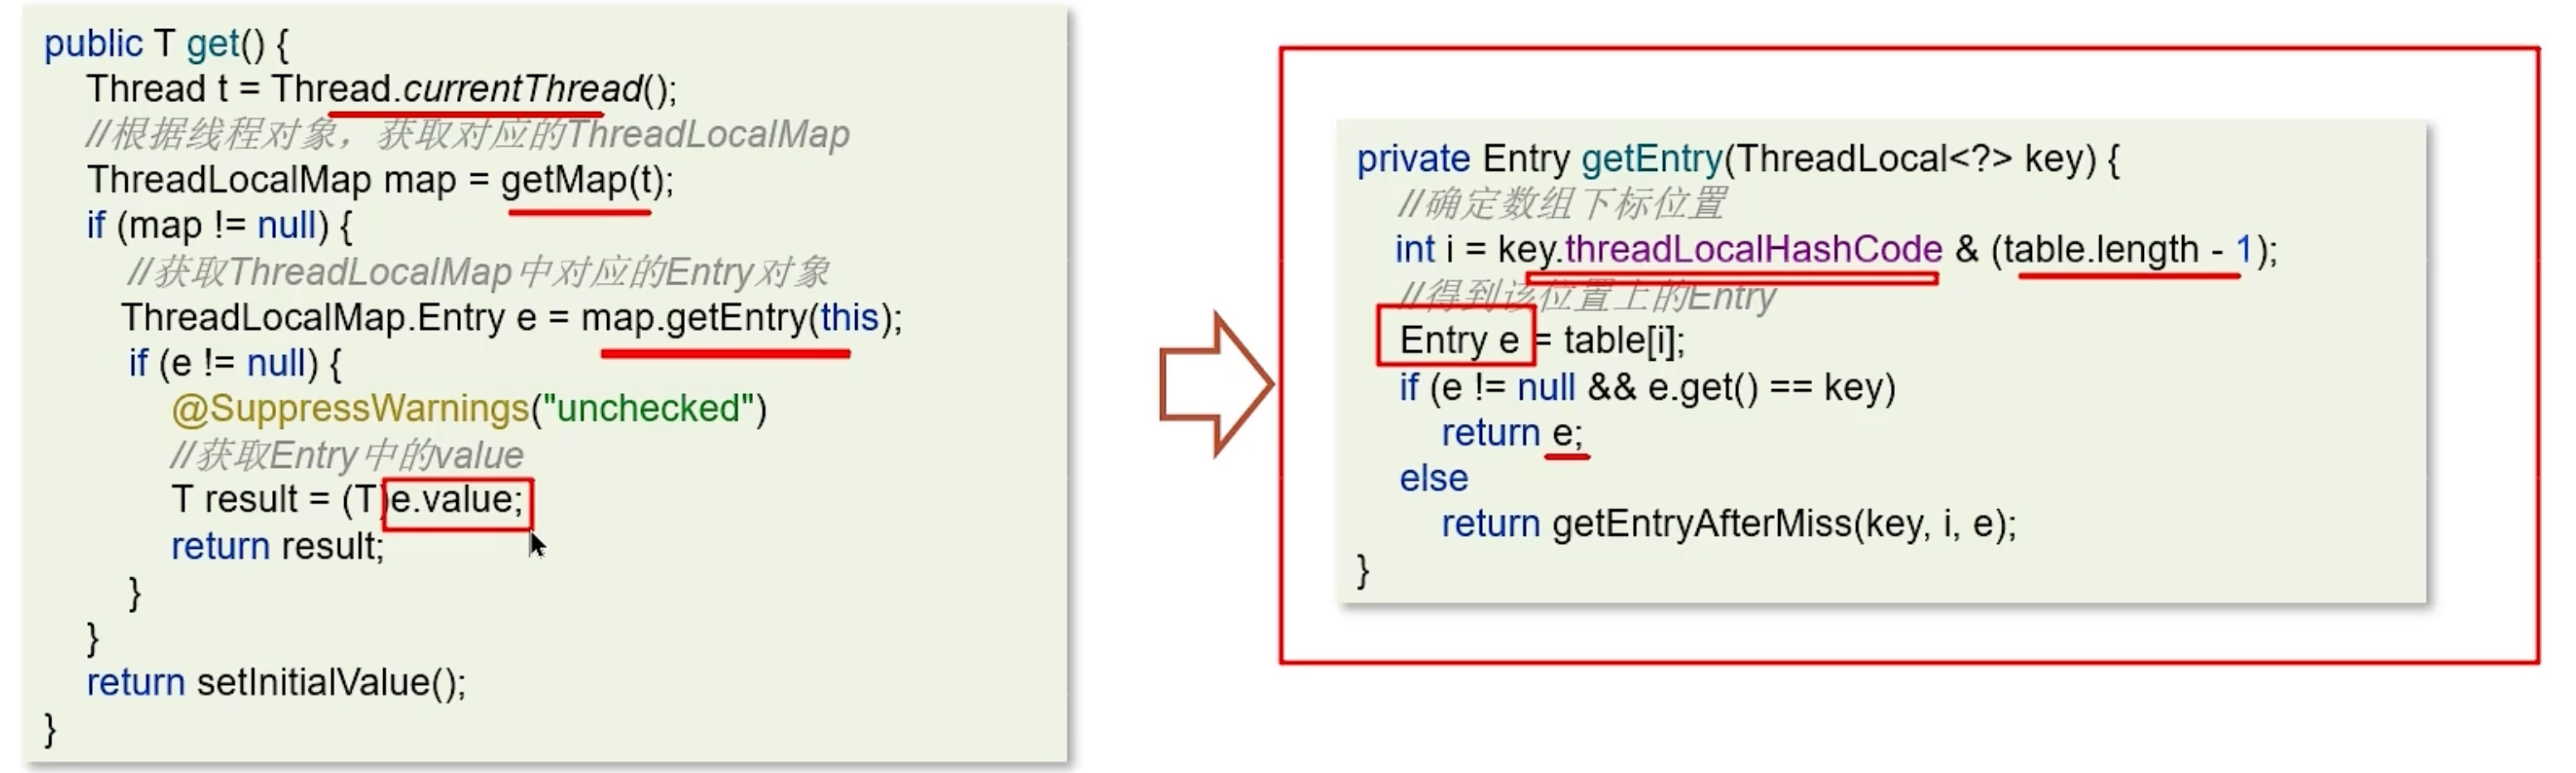 public T get() {
Thread t = Thread.currentThread();
//根据线程对象，获取对应的ThreadLocalMap
ThreadLocalMap map = getMap(t);
if (map != null) {
//获取ThreadLocalMap中对应的Entry对象
ThreadLocalMap.Entry e = map.getEntry(this);
if (e != null) {
@SuppressWarnings("unchecked")
//获取Entry中的value
T result = (T)e.value;
return result;
}
}
return setInitialValue();
}
private Entry getEntry(ThreadLocal<?> key) {
//确定数组下标位置
int i = key.threadLocalHashCode & (table.length - 1);
//得到该位置上的Entry
Entry e = table[i];
if (e != null && e.get() == key)
return e;
else
return getEntryAfterMiss(key, i, e);
}